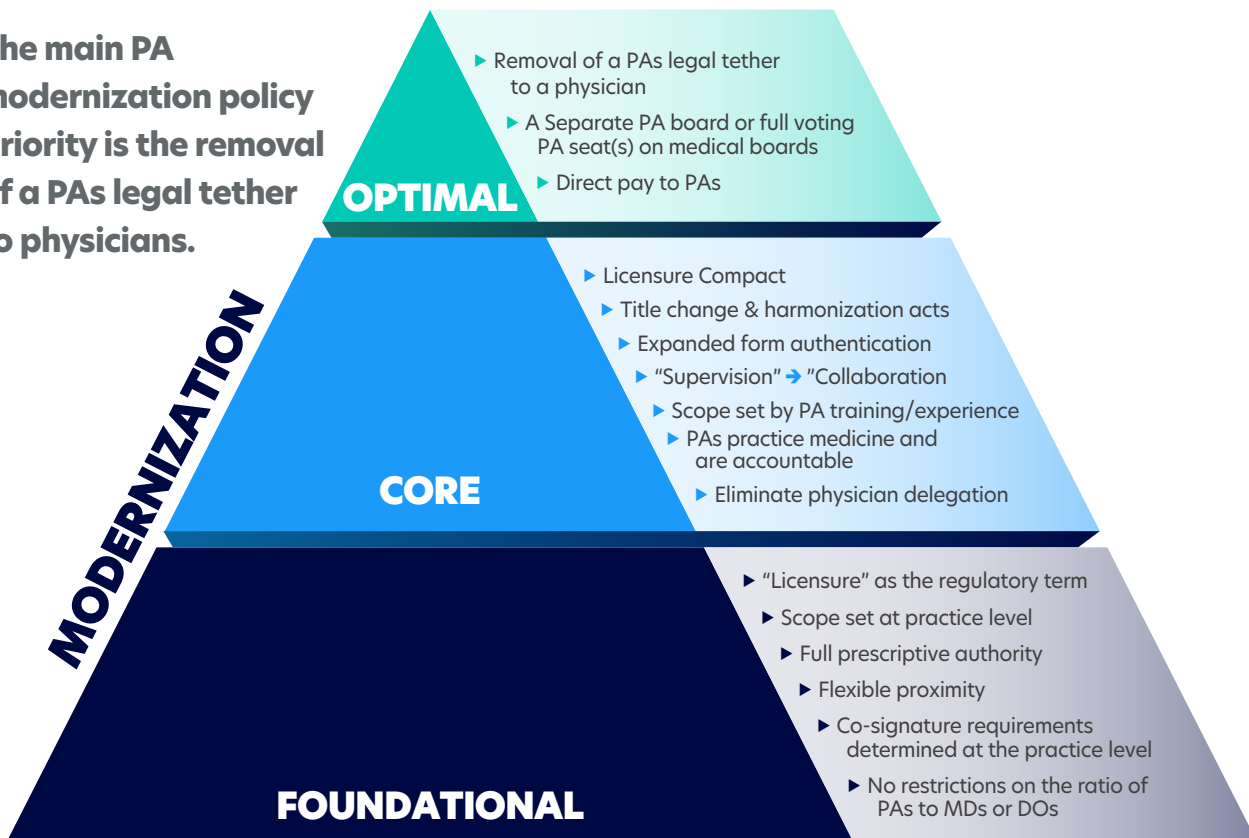 he main PA
nodernization policy
riority is the removal
f a PAs legal tether
o physicians.
Removal of a PAs legal tether
to a physician
A Separate PA board or full voting
PA seat(s) on medical boards
Direct pay to PAs
OPTIMAL
MODERNIZATION
Licensure Compact
Title change & harmonization acts
Expanded form authentication
“Supervision” ➔ ”Collaboration
Scope set by PA training/experience
PAs practice medicine and
are accountable
Eliminate physician delegation
CORE
“Licensure” as the regulatory term
Scope set at practice level
Full prescriptive authority
Flexible proximity
Co-signature requirements
determined at the practice level
No restrictions on the ratio of
PAs to MDs or DOs
FOUNDATIONAL